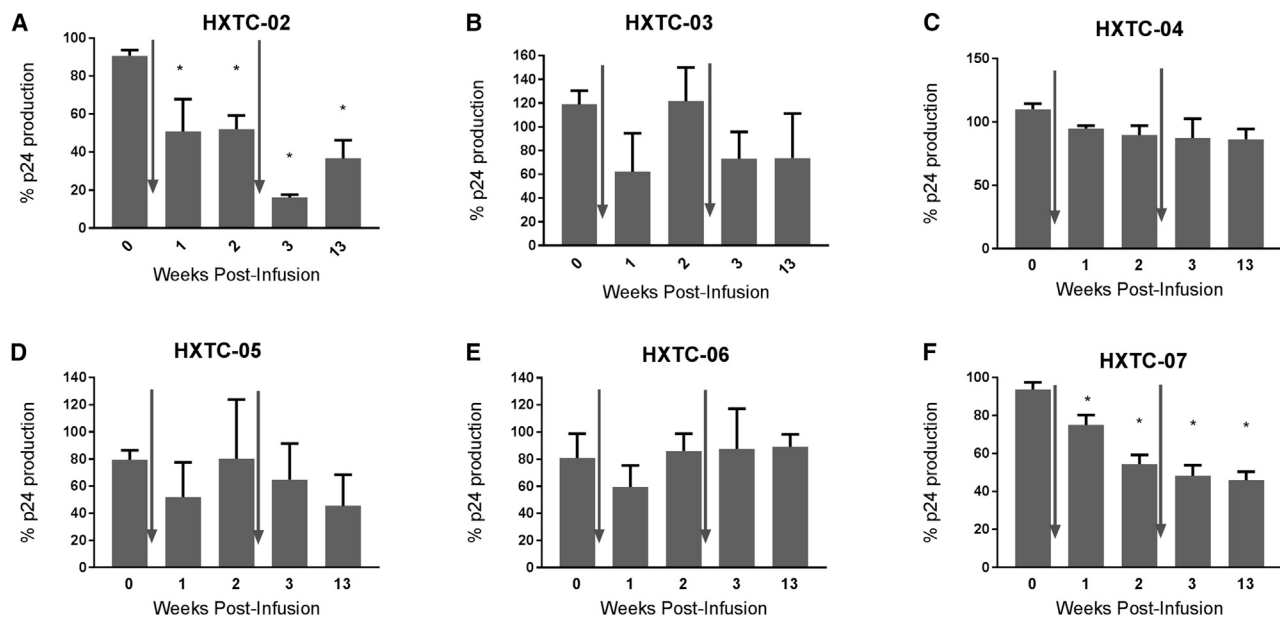 A
HXTC-02
% p24 production
100
80
60
40
20
0
* * * *
0 1 2 3 13
Weeks Post-Infusion
B
HXTC-03
% p24 production
160
140
120
100
80
60
40
20
0
0 1 2 3 13
Weeks Post-Infusion
C
HXTC-04
% p24 production
150
100
50
0
0 1 2 3 13
Weeks Post-Infusion
D
HXTC-05
% p24 production
140
120
100
80
60
40
20
0
0 1 2 3 13
Weeks Post-Infusion
E
HXTC-06
% p24 production
140
120
100
80
60
40
20
0
0 1 2 3 13
Weeks Post-Infusion
F
HXTC-07
% p24 production
100
80
60
40
20
0
* * * *
0 1 2 3 13
Weeks Post-Infusion